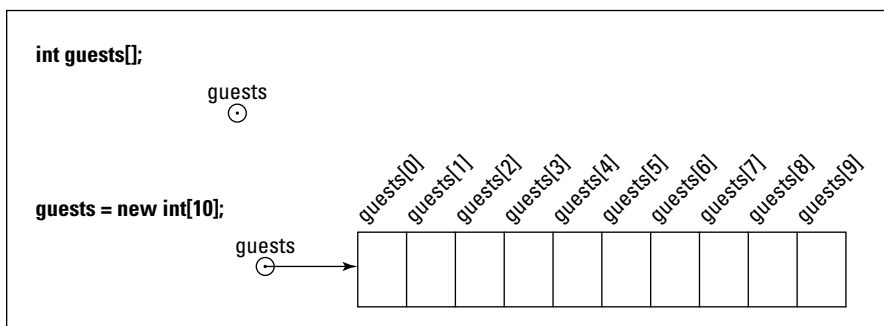 int guests[];
guests
guests[0] guests[1] guests[2] guests[3] guests[4] guests[5] guests[6] guests[7] guests[8] guests[9]
guests = new int[10];
guests